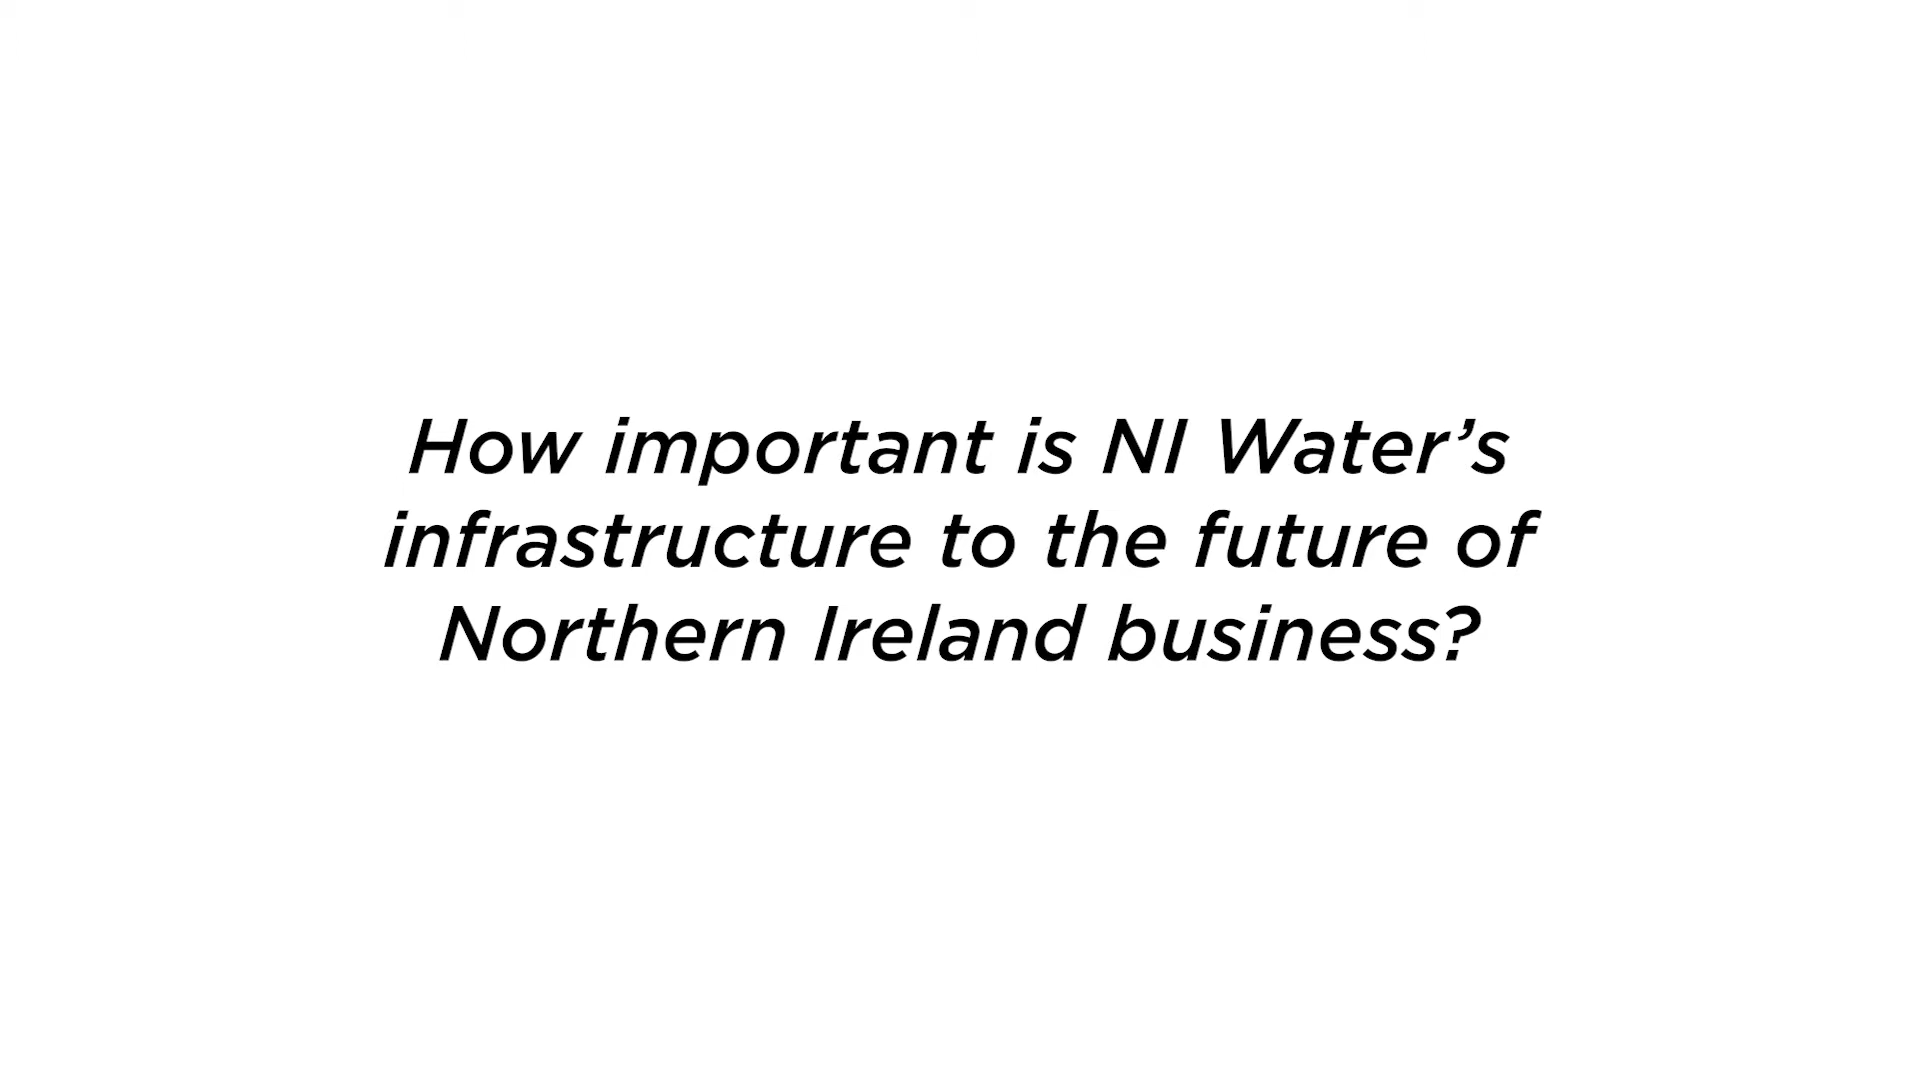 How important is NI Water’s
infrastructure to the future of
Northern Ireland business?